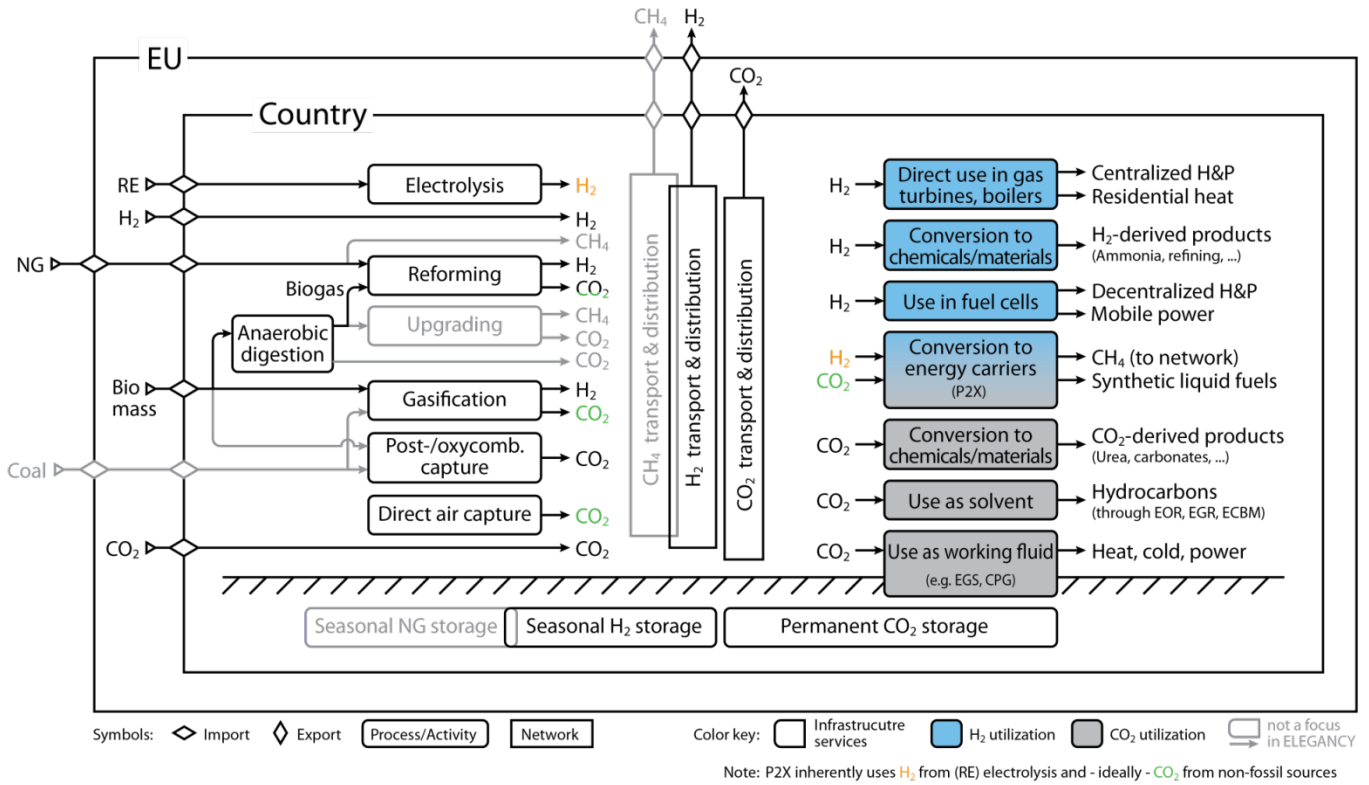 CH₄
H₂
EU
CO₂
Country
RE
Electrolysis
H₂
H₂
H₂
CH₄
NG
Reforming
H₂
CO₂
Biogas
Upgrading
CH₄
CO₂
Anaerobic
digestion
CO₂
Bio
mass
Gasification
H₂
CO₂
Coal
Post-/oxycomb.
capture
CO₂
Direct air capture
CO₂
CO₂
CO₂
CH₄ transport & distribution
H₂ transport & distribution
CO₂ transport & distribution
H₂
Direct use in gas
turbines, boilers
Centralized H&P
Residential heat
H₂
Conversion to
chemicals/materials
H₂-derived products
(Ammonia, refining, ...)
H₂
Use in fuel cells
Decentralized H&P
Mobile power
H₂
CO₂
Conversion to
energy carriers
(P2X)
CH₄ (to network)
Synthetic liquid fuels
CO₂
Conversion to
chemicals/materials
CO₂-derived products
(Urea, carbonates, ...)
CO₂
Use as solvent
Hydrocarbons
(through EOR, EGR, ECBM)
CO₂
Use as working fluid
(e.g. EGS, CPG)
Heat, cold, power
Seasonal NG storage
Seasonal H₂ storage
Permanent CO₂ storage
Symbols:
Import
Export
Process/Activity
Network
Color key:
Infrastrucutre
services
H₂ utilization
CO₂ utilization
not a focus
in ELEGANCY
Note: P2X inherently uses H₂ from (RE) electrolysis and - ideally - CO₂ from non-fossil sources